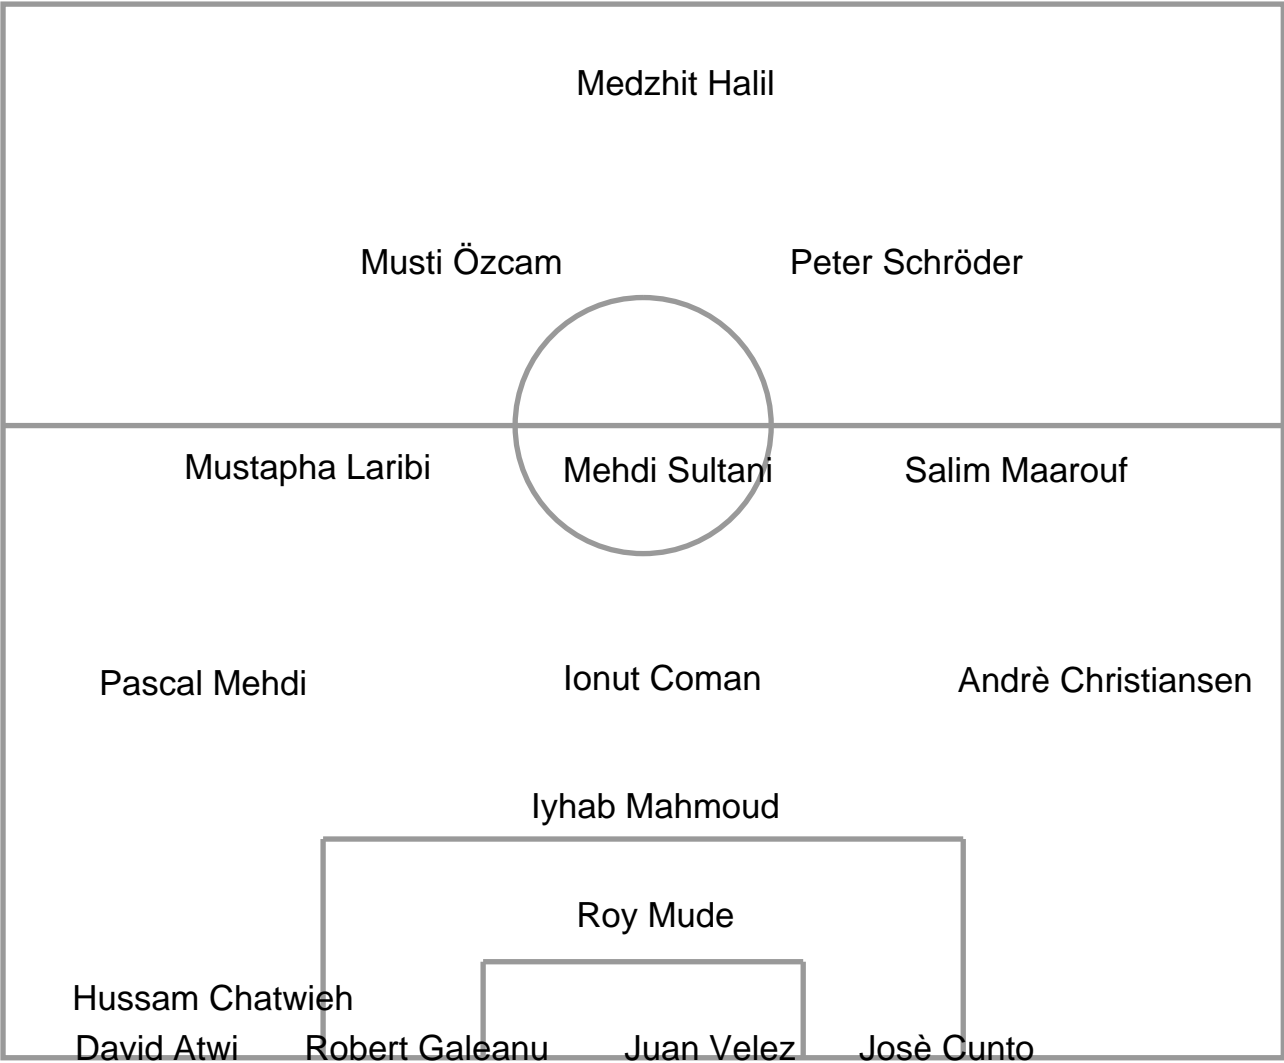 Medzhit Halil
Musti Özcam Peter Schröder
Mustapha Laribi Mehdi Sultani Salim Maarouf
Pascal Mehdi Ionut Coman Andrè Christiansen
Iyhab Mahmoud
Roy Mude
Hussam Chatwieh
David Atwi Robert Galeanu Juan Velez Josè Cunto